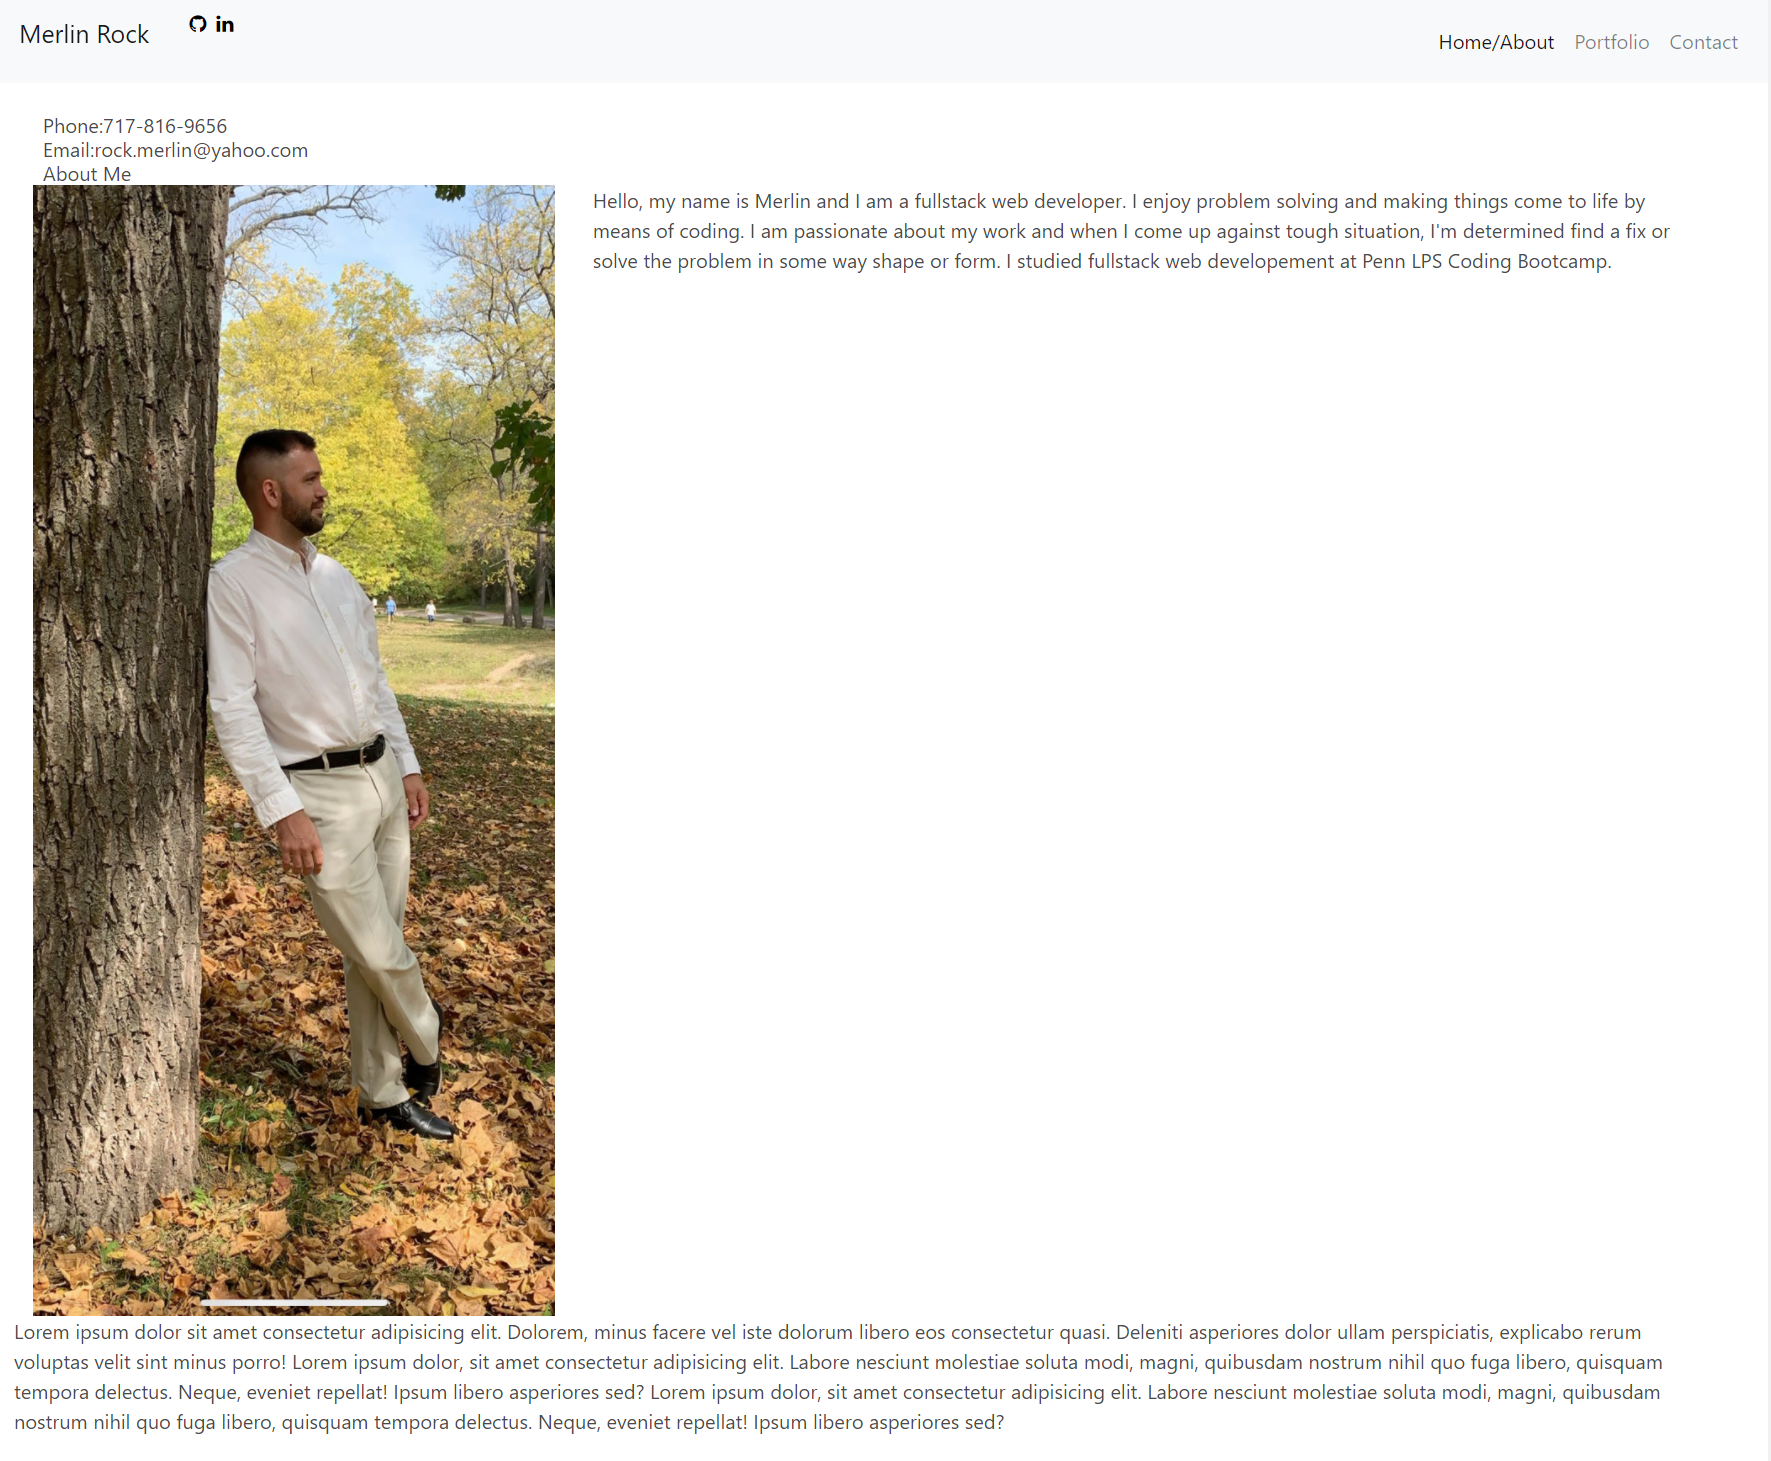 Merlin Rock
Home/About Portfolio Contact
Phone:717-816-9656
Email:rock.merlin@yahoo.com
About Me
Hello, my name is Merlin and I am a fullstack web developer. I enjoy problem solving and making things come to life by
means of coding. I am passionate about my work and when I come up against tough situation, I'm determined find a fix or
solve the problem in some way shape or form. I studied fullstack web developement at Penn LPS Coding Bootcamp.
Lorem ipsum dolor sit amet consectetur adipisicing elit. Dolorem, minus facere vel iste dolorum libero eos consectetur quasi. Deleniti asperiores dolor ullam perspiciatis, explicabo rerum
voluptas velit sint minus porro! Lorem ipsum dolor, sit amet consectetur adipisicing elit. Labore nesciunt molestiae soluta modi, magni, quibusdam nostrum nihil quo fuga libero, quisquam
tempora delectus. Neque, eveniet repellat! Ipsum libero asperiores sed? Lorem ipsum dolor, sit amet consectetur adipisicing elit. Labore nesciunt molestiae soluta modi, magni, quibusdam
nostrum nihil quo fuga libero, quisquam tempora delectus. Neque, eveniet repellat! Ipsum libero asperiores sed?